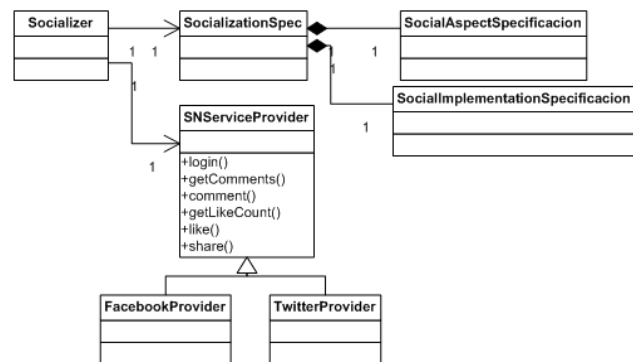 Socializer
SocializationSpec
SocialAspectSpecificacion
1
1
1
1
1
1
SocialImplementationSpecificacion
1
SNServiceProvider
1
+login()
+getComments()
+comment()
+getLikeCount()
+like()
+share()
FacebookProvider
TwitterProvider